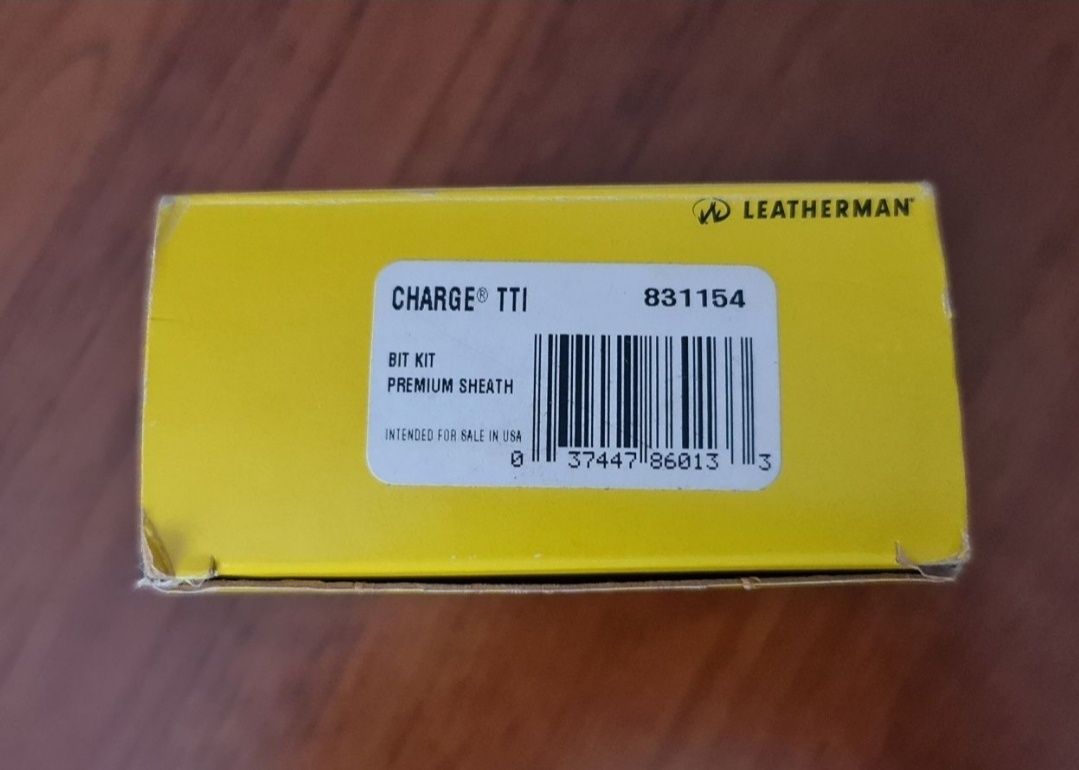 LEATHERMAN
CHARGE® TTI 831154
BIT KIT
PREMIUM SHEATH
INTENDED FOR SALE IN USA
0 37447 86013 3